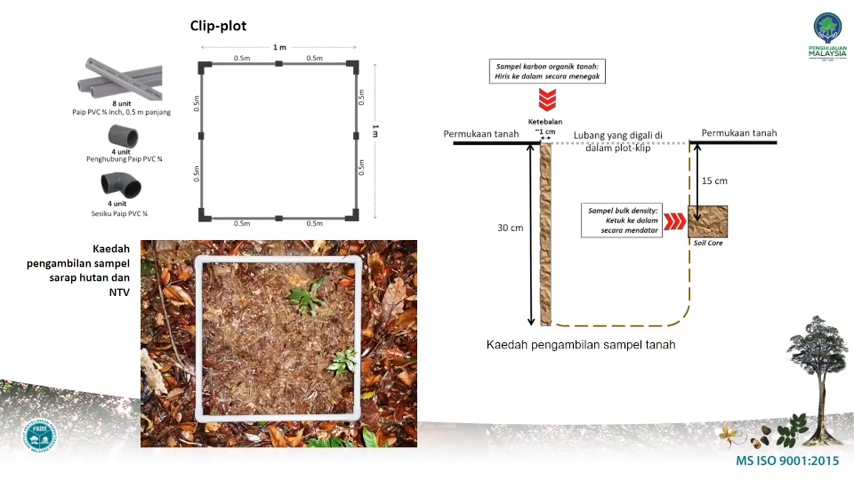 Clip-plot
1 m
0.5m
0.5m
0.5m
0.5m
1 m
0.5m
0.5m
0.5m
0.5m
8 unit
Paip PVC ¾ inch, 0.5 m panjang
4 unit
Penghubung Paip PVC ¾
4 unit
Sesiku Paip PVC ¾
Kaedah
pengambilan sampel
sarap hutan dan
NTV
PENGHIJAUAN
MALAYSIA
Sampel karbon organik tanah:
Hiris ke dalam secara menegak
Ketebalan
~1 cm
Permukaan tanah
Lubang yang digali di
dalam plot-klip
Permukaan tanah
15 cm
30 cm
Sampel bulk density:
Ketuk ke dalam
secara mendatar
Soil Core
Kaedah pengambilan sampel tanah
FRIM
MS ISO 9001:2015